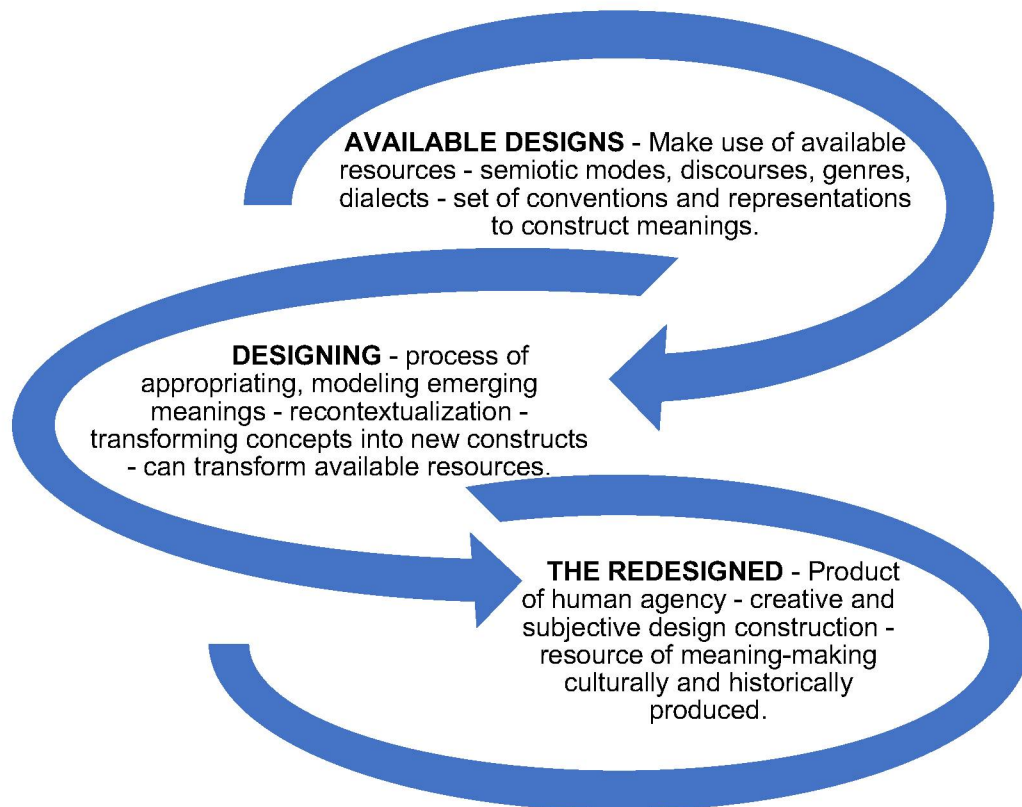 AVAILABLE DESIGNS - Make use of available
resources - semiotic modes, discourses, genres,
dialects - set of conventions and representations
to construct meanings.
DESIGNING - process of
appropriating, modeling emerging
meanings - recontextualization -
transforming concepts into new constructs
- can transform available resources.
THE REDESIGNED - Product
of human agency - creative and
subjective design construction -
resource of meaning-making
culturally and historically
produced.